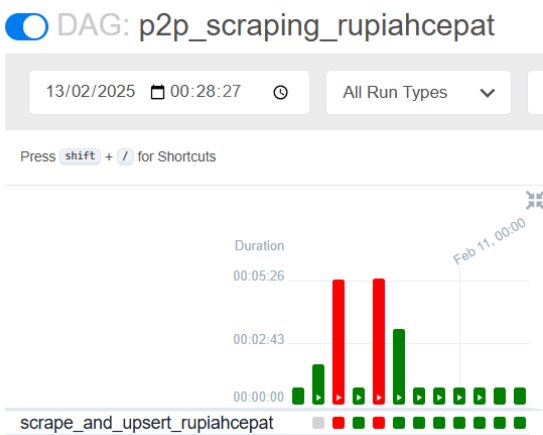 DAG: p2p_scraping_rupiahcepat
13/02/2025 00:28:27 All Run Types
Press shift + / for Shortcuts
Feb 11, 00:00
Duration
00:05:26
00:02:43
00:00:00
scrape_and_upsert_rupiahcepat